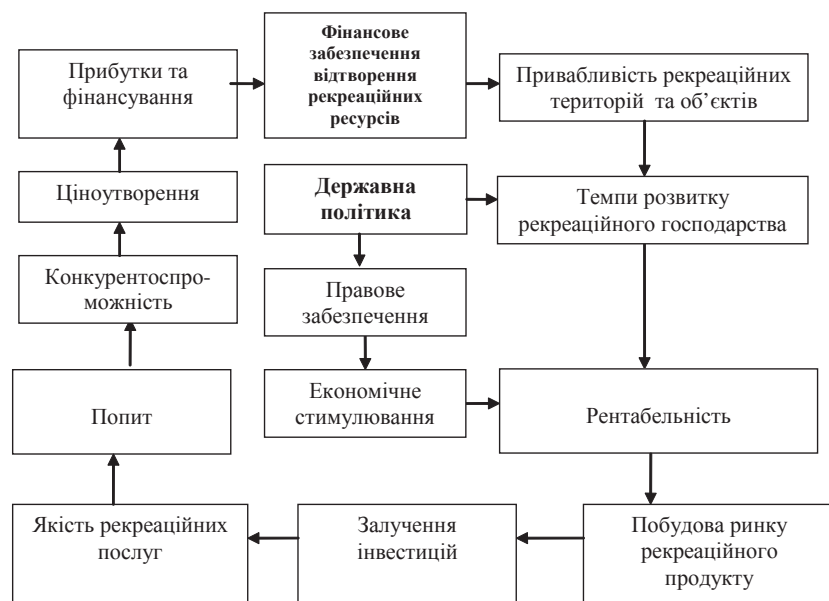 Прибутки та
фінансування
Фінансове
забезпечення
відтворення
рекреаційних
ресурсів
Привабливість рекреаційних
територій та об’єктів
Ціноутворення
Державна
політика
Темпи розвитку
рекреаційного господарства
Конкурентоспро-
можність
Правове
забезпечення
Попит
Економічне
стимулювання
Рентабельність
Якість рекреаційних
послуг
Залучення
інвестицій
Побудова ринку
рекреаційного
продукту